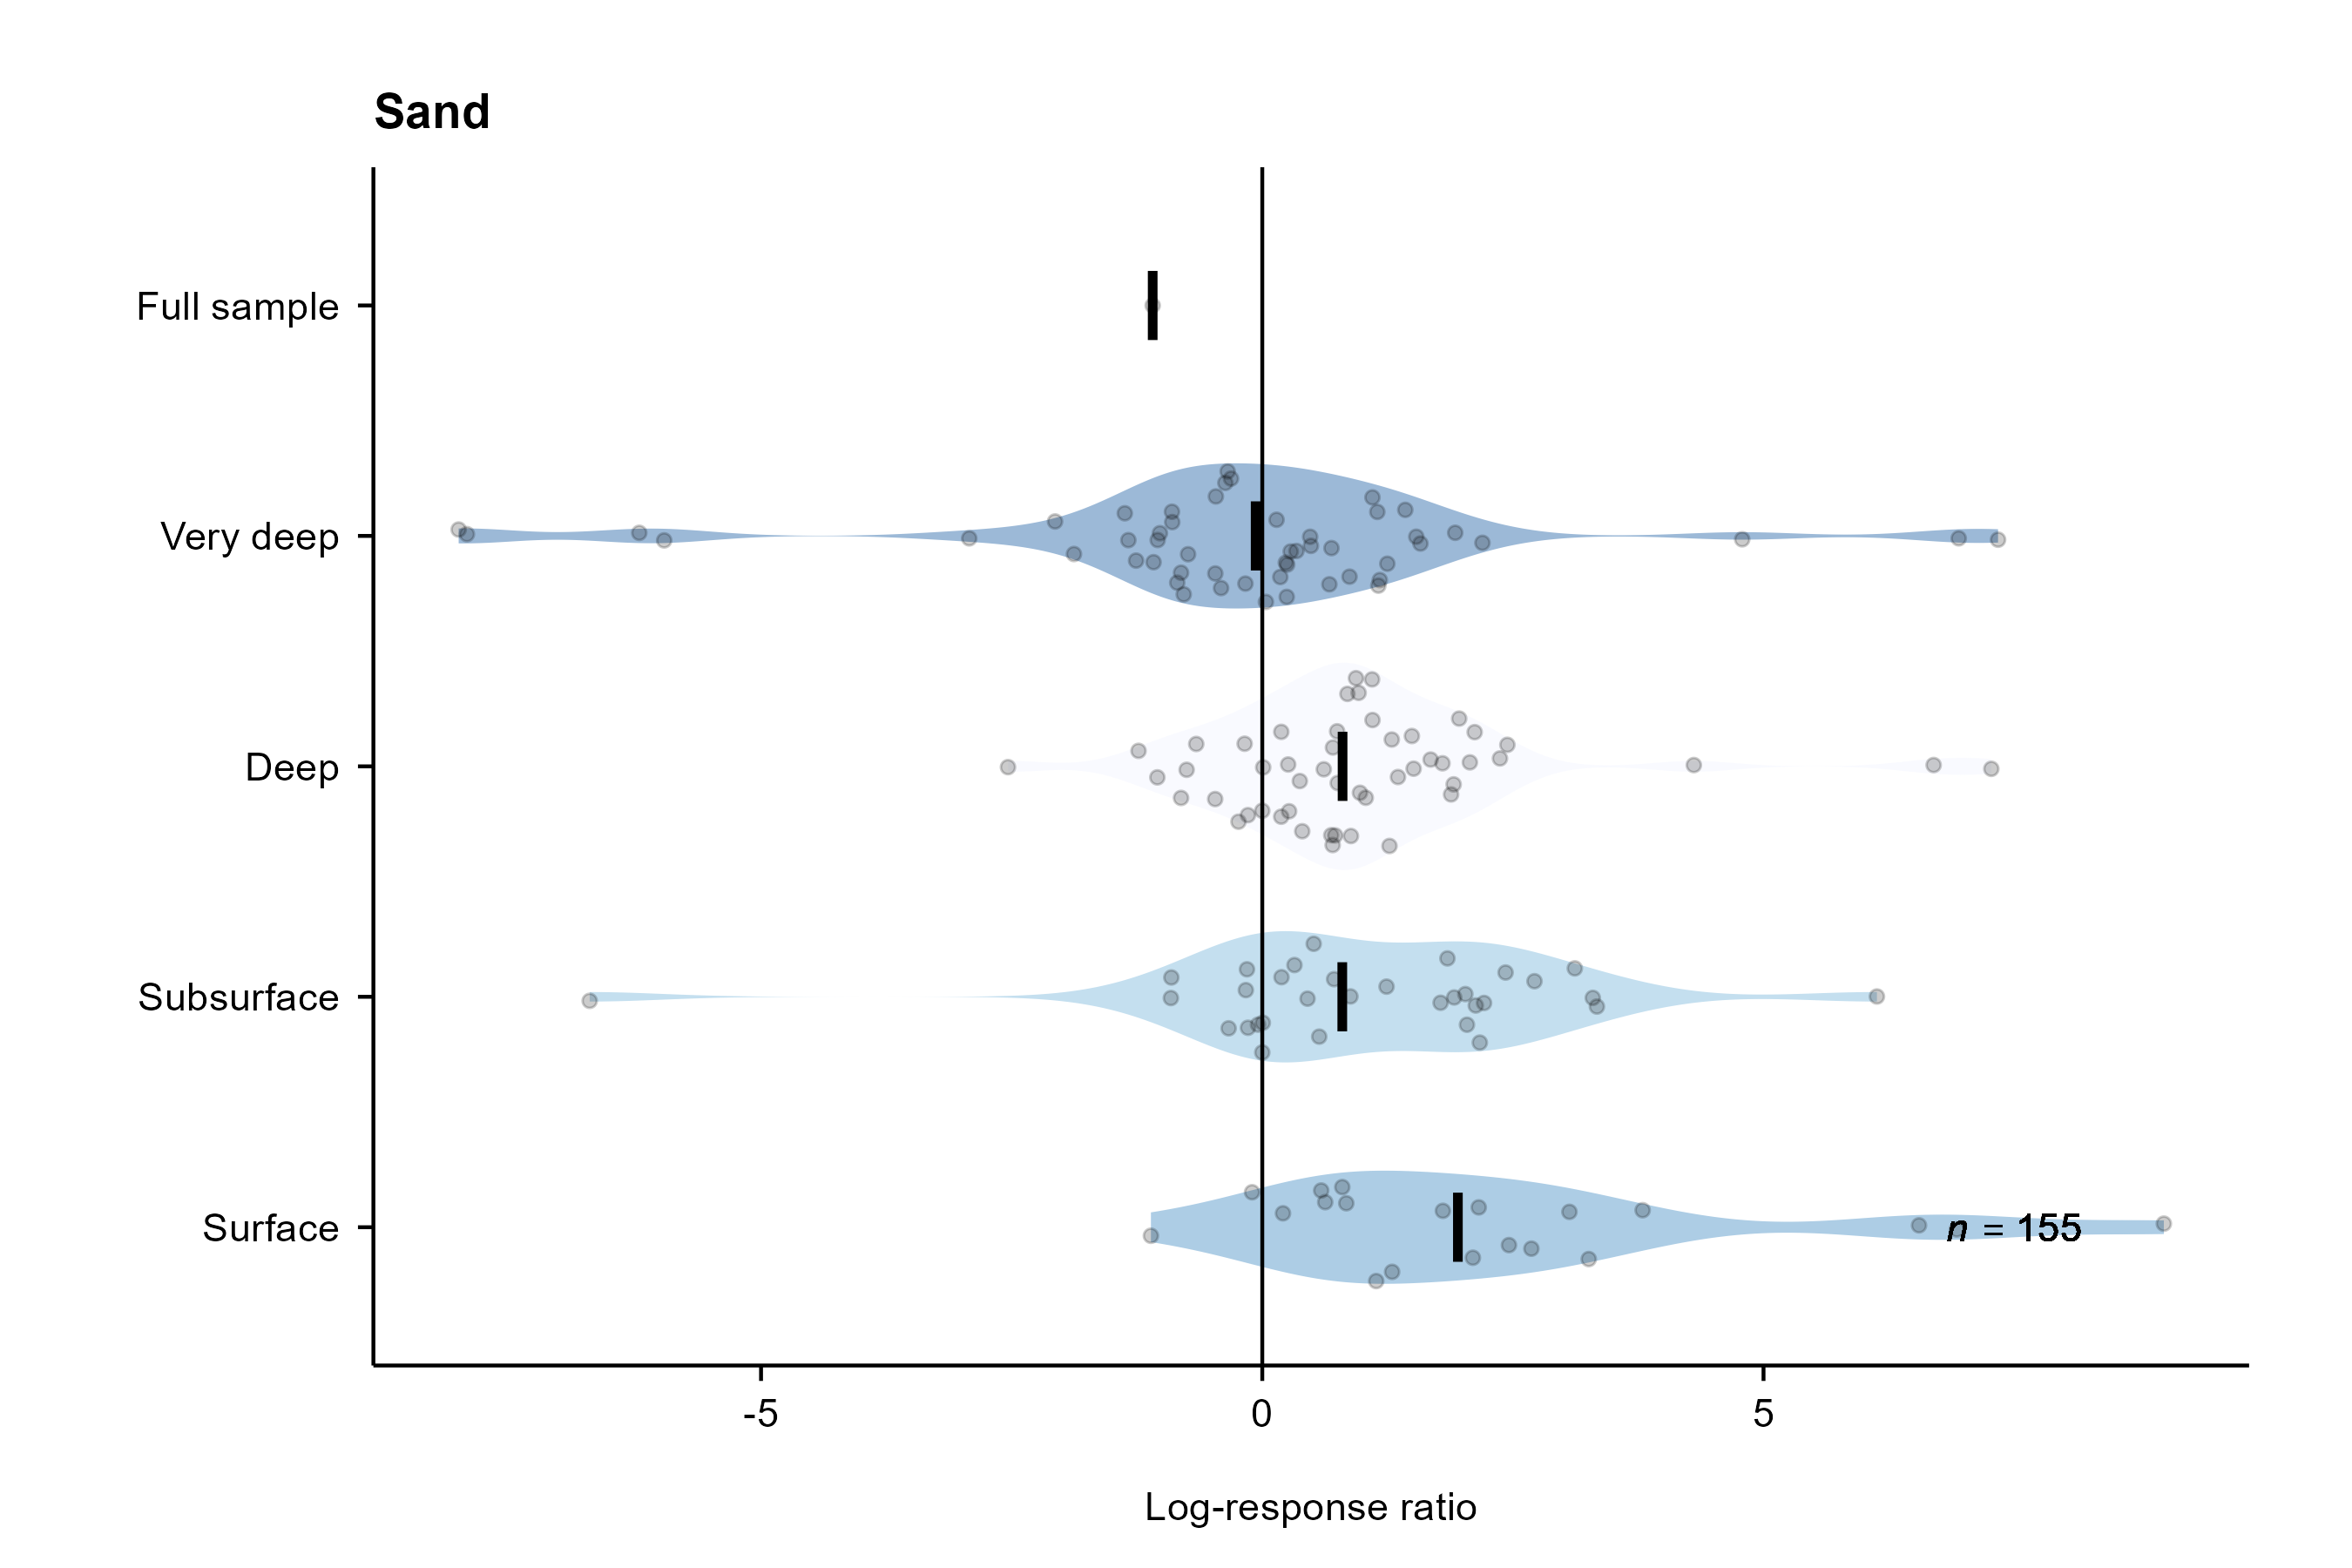 Sand
Full sample
Very deep
Deep
Subsurface
Surface
n = 155
-5
0
5
Log-response ratio